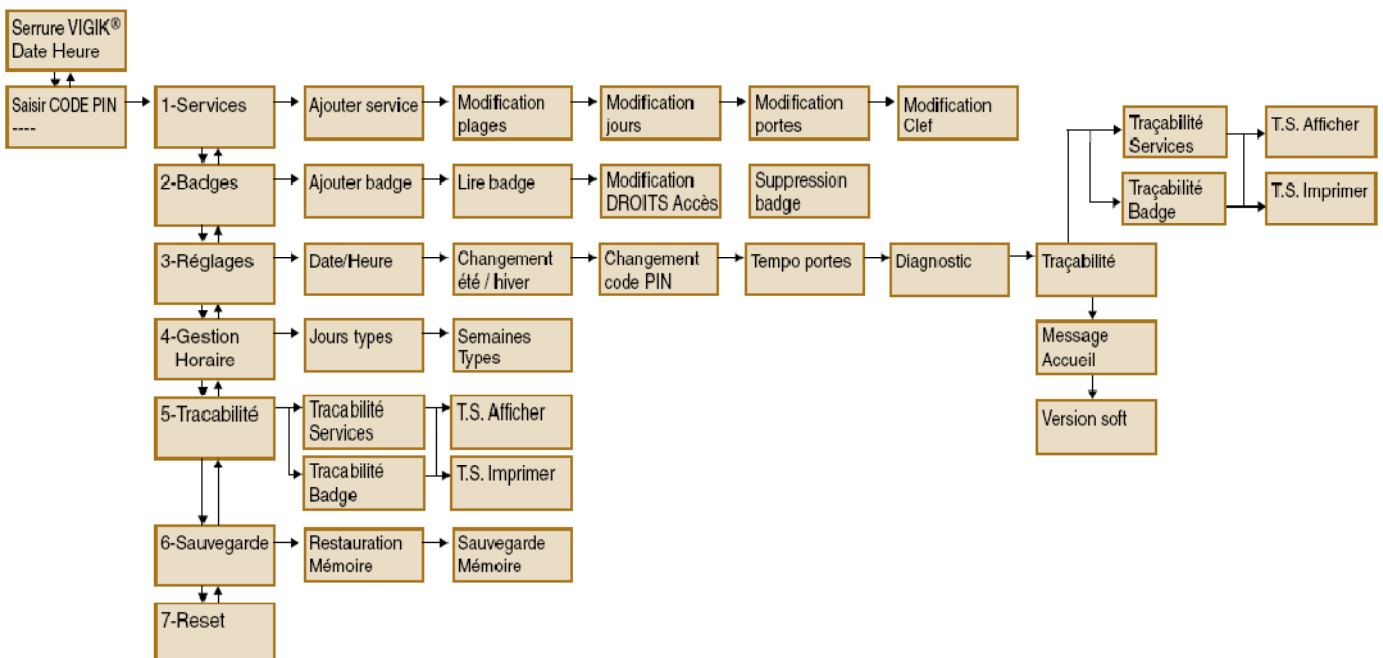 Serrure VIGIK®
Date Heure
Saisir CODE PIN
----
1-Services
Ajouter service
Modification
plages
Modification
jours
Modification
portes
Modification
Clef
Traçabilité
Services
T.S. Afficher
Traçabilité
Badge
T.S. Imprimer
2-Badges
Ajouter badge
Lire badge
Modification
DROITS Accès
Suppression
badge
3-Réglages
Date/Heure
Changement
été / hiver
Changement
code PIN
Tempo portes
Diagnostic
Traçabilité
Message
Accueil
Version soft
4-Gestion
Horaire
Jours types
Semaines
Types
5-Tracabilité
Tracabilité
Services
T.S. Afficher
Tracabilité
Badge
T.S. Imprimer
6-Sauvegarde
Restauration
Mémoire
Sauvegarde
Mémoire
7-Reset